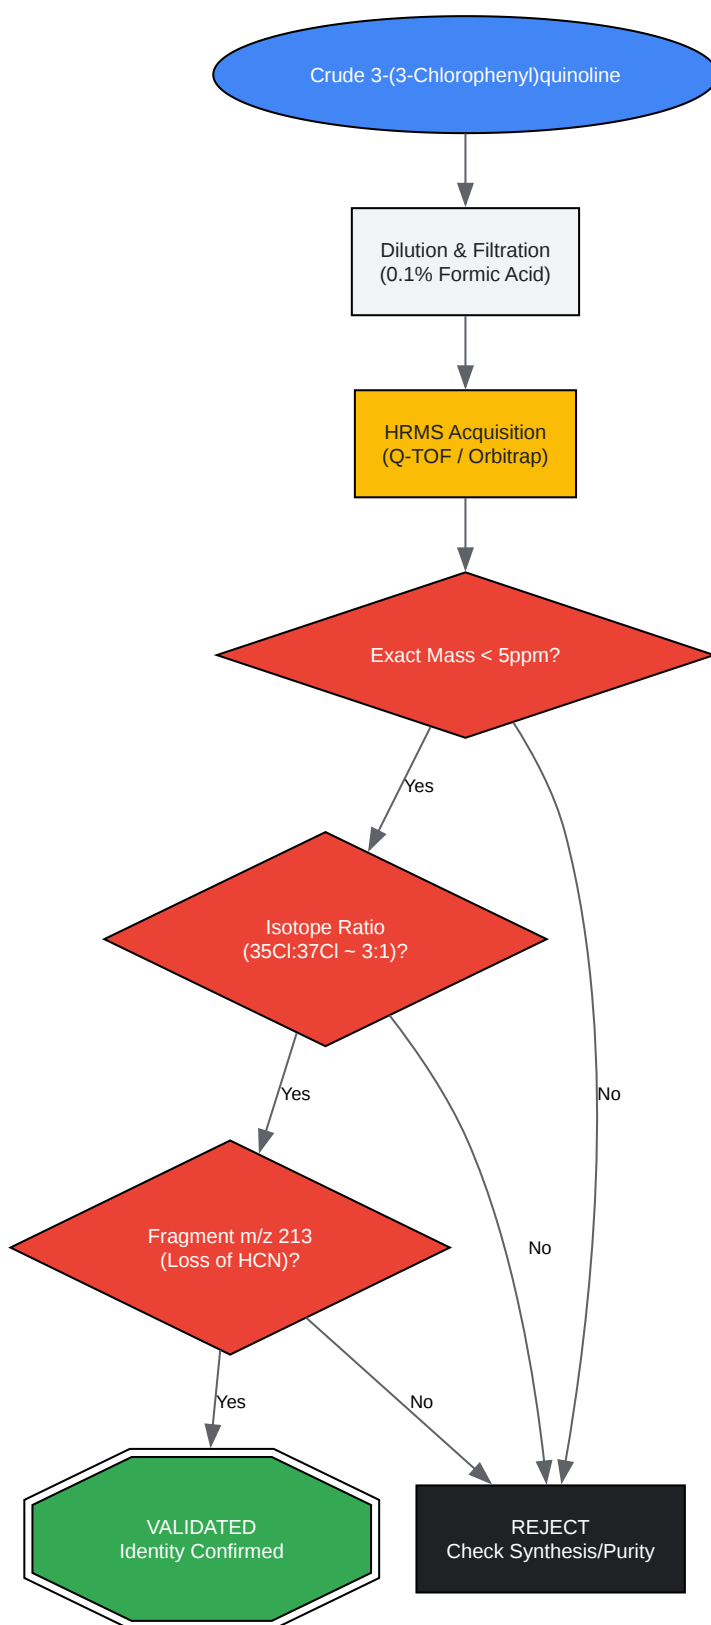 Crude 3-(3-Chlorophenyl)quinoline
Dilution & Filtration
(0.1% Formic Acid)
HRMS Acquisition
(Q-TOF / Orbitrap)
Exact Mass < 5ppm?
Yes
Isotope Ratio
(35Cl:37Cl ~ 3:1)?
Yes
No
Fragment m/z 213
(Loss of HCN)?
No
Yes
No
VALIDATED
Identity Confirmed
REJECT
Check Synthesis/Purity